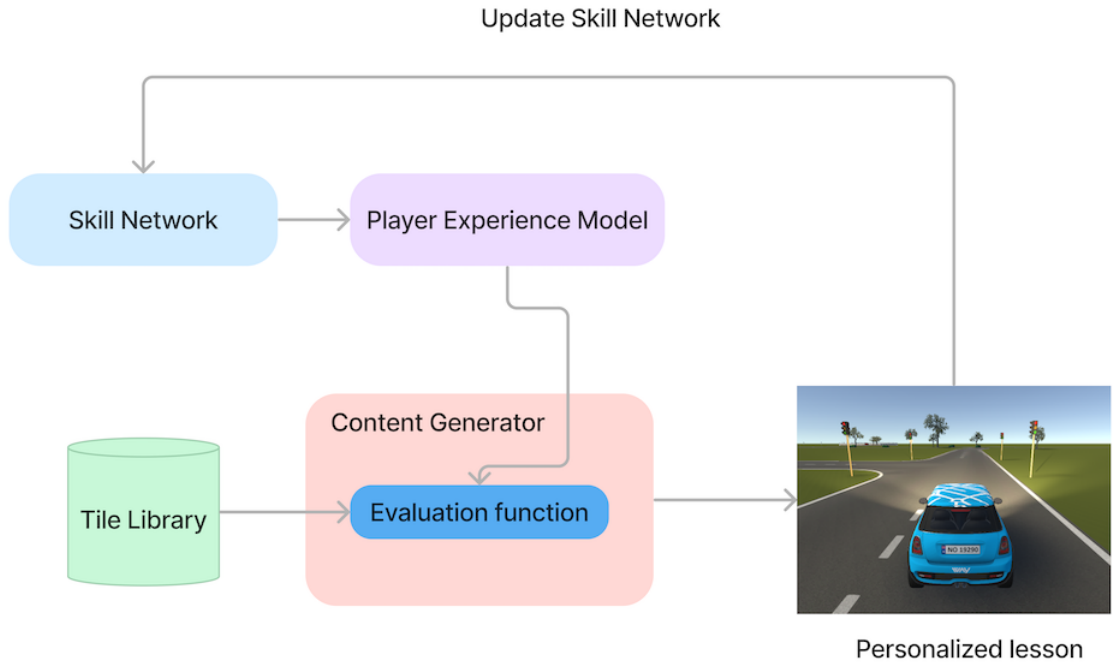 Update Skill Network
Skill Network
Player Experience Model
Content Generator
Tile Library
Evaluation function
NO 19290
Personalized lesson